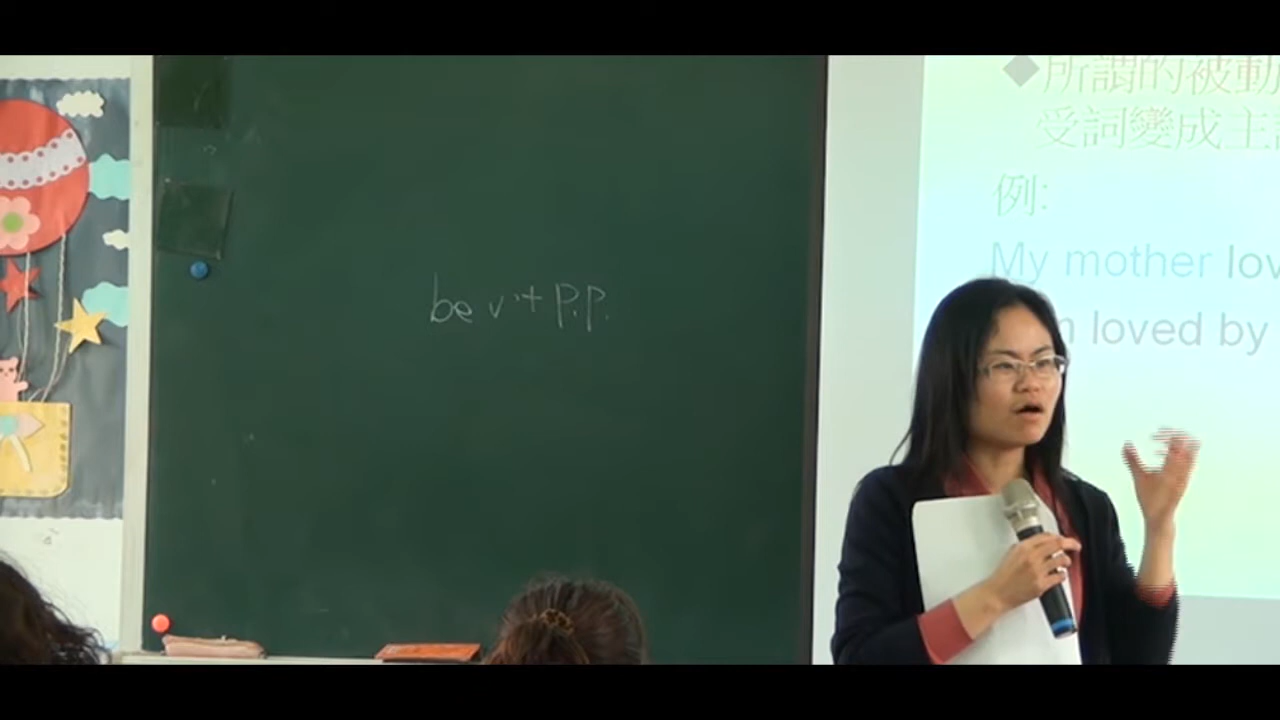 be v.+ p.p.
◆所謂的被動
受詞變成主
例:
My mother lov
loved by